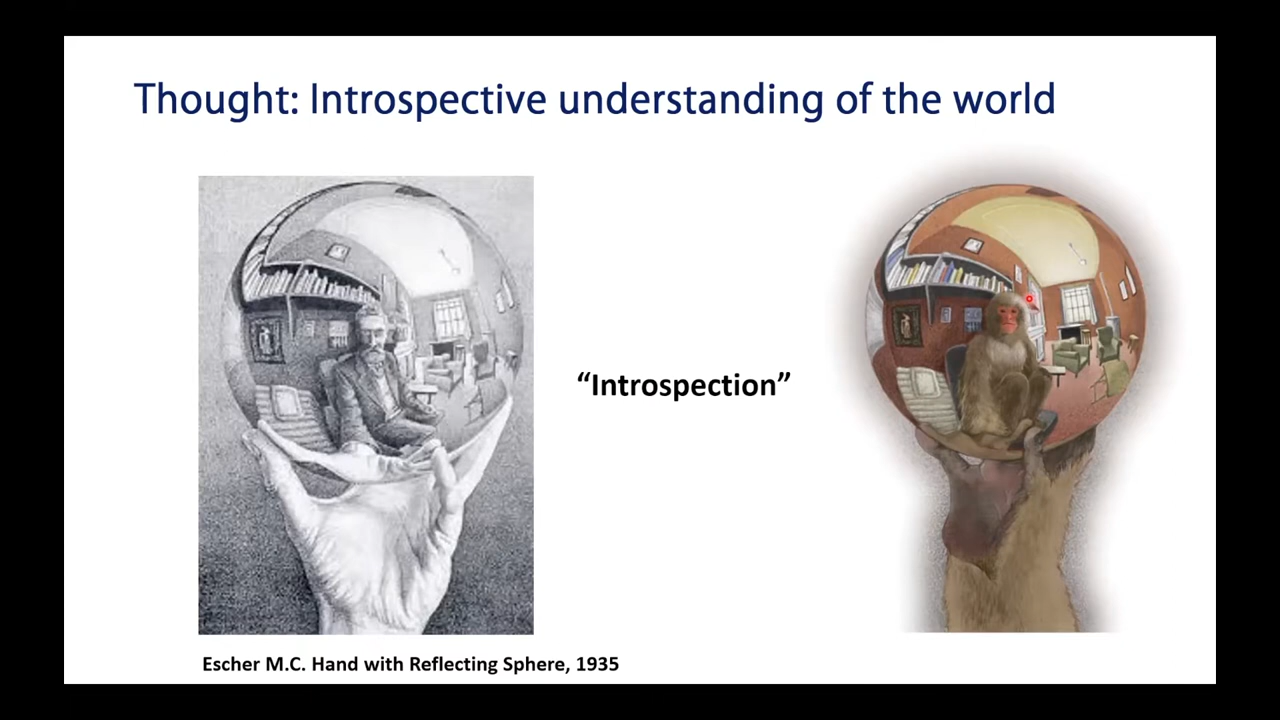 Thought: Introspective understanding of the world
“Introspection”
Escher M.C. Hand with Reflecting Sphere, 1935